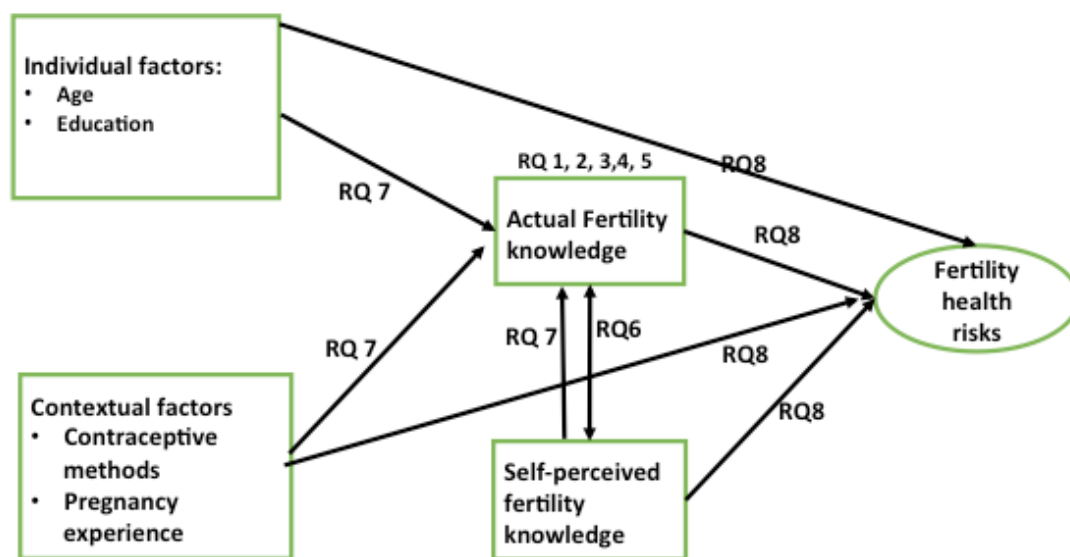 Individual factors:
• Age
• Education
RQ 7
RQ 1, 2, 3,4, 5
RQ8
Actual Fertility
knowledge
RQ8
Fertility
health
risks
RQ 7
RQ 7
RQ6
RQ8
RQ8
Contextual factors
• Contraceptive
methods
• Pregnancy
experience
Self-perceived
fertility
knowledge